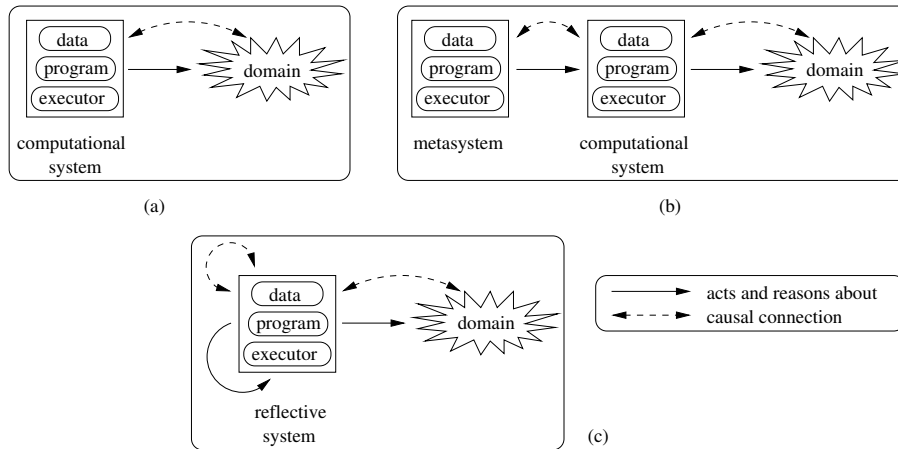 data
program
executor
domain
computational
system
(a)
data
program
executor
metasystem
data
program
executor
computational
system
domain
(b)
data
program
executor
domain
reflective
system
(c)
acts and reasons about
causal connection